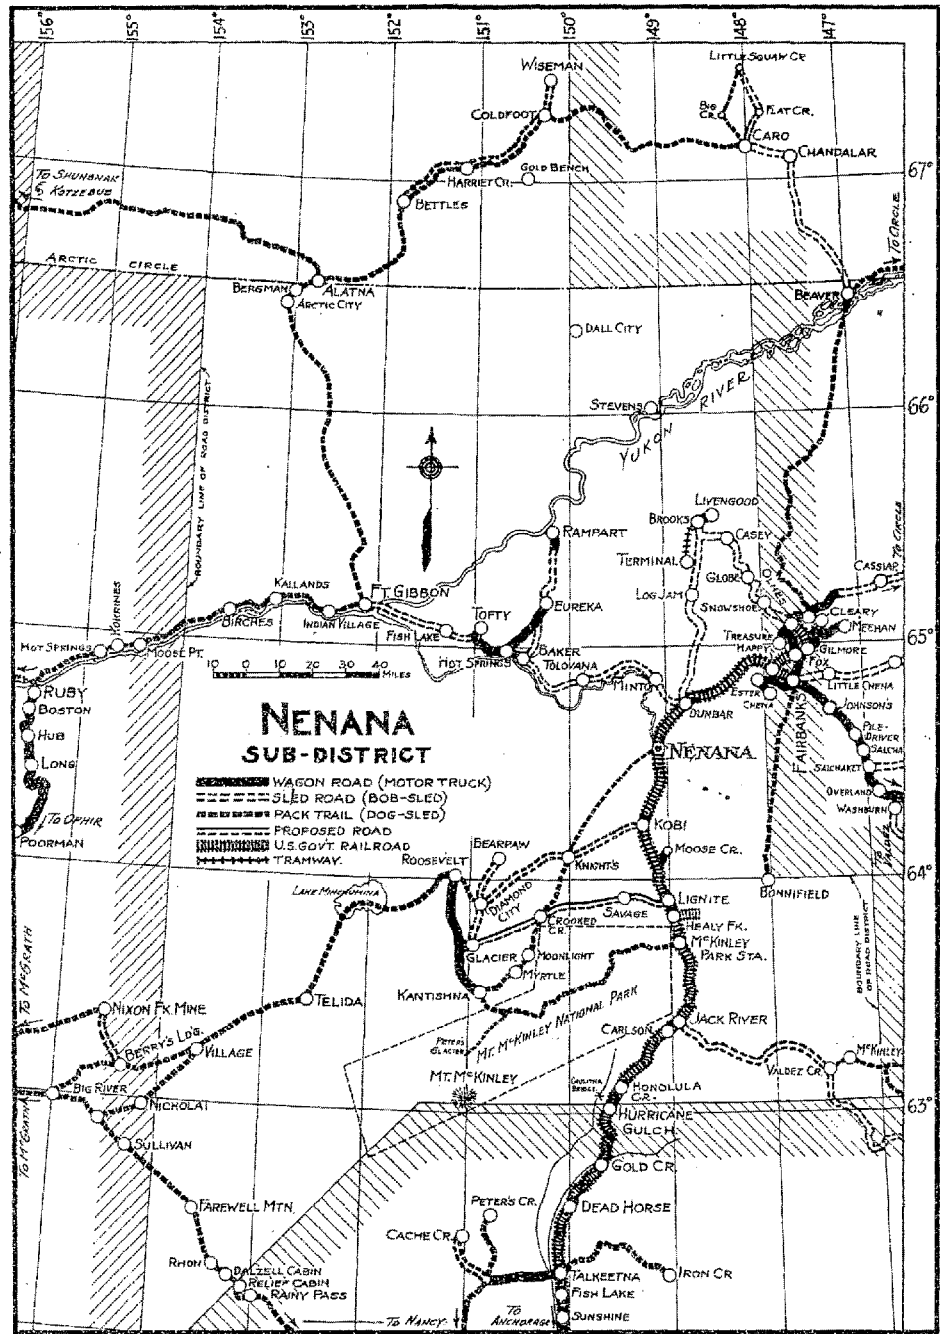 156°
155°
154°
153°
152°
151°
150°
149°
148°
147°
WISEMAN
LITTLE SQUAW CR
COLDFOOT
BIG CR.
FLAT CR.
CARO
CHANDALAR
TO SHUNGNAK & KOTZEBUE
HARRIET CR.
GOLD BENCH
67°
BETTLES
ARCTIC CIRCLE
TO CIRCLE
BERGMAN
ALATNA
ARCTIC CITY
BEAVER
DALL CITY
BOUNDARY LINE OF ROAD DISTRICT
STEVENS
YUKON RIVER
66°
LIVENGOOD
BROOKS
RAMPART
CASEY
TERMINAL
GLOBE
CASSIAR
TO CIRCLE
KALLANDS
FT. GIBBON
LOG JAM
SNOWSHOE
OLNES
KOKRINES
BIRCHES
INDIAN VILLAGE
TOFTY
EUREKA
CLEARY
MEEHAN
FISH LAKE
TREASURE
HAPPY
65°
HOT SPRINGS
MOOSE PT.
HOT SPRINGS
BAKER
TOLOVANA
GILMORE
FOX
10 0 10 20 30 40 50
MILES
MINTO
ESTER
CHENA
LITTLE CHENA
RUBY
BOSTON
DUNBAR
FAIRBANKS
JOHNSON'S
HUB
NENANA
SUB-DISTRICT
NENANA
PILE-DRIVER
SALCHA
LONG
WAGON ROAD (MOTOR TRUCK)
SLED ROAD (BOB-SLED)
PACK TRAIL (DOG-SLED)
PROPOSED ROAD
U.S. GOV'T. RAILROAD
TRAMWAY.
SALCHAKET
OVERLAND
WASHBURN
TO OPHIR
POORMAN
KOBI
BEARPAW
ROOSEVELT
KNIGHT'S
MOOSE CR.
TO VALDEZ
64°
LAKE MINCHUMINA
DIAMOND CITY
BONNIFIELD
LIGNITE
SAVAGE
CROOKED CR.
HEALY FK.
GLACIER
MOONLIGHT
MCKINLEY PARK STA.
BOUNDARY LINE OF ROAD DISTRICT
MYRTLE
KANTISHNA
TO MCGRATH
NIXON FK. MINE
TELIDA
MT. MCKINLEY NATIONAL PARK
JACK RIVER
CARLSON
PETER'S GLACIER
BERRY'S LDG.
VILLAGE
MCKINLEY
VALDEZ CR.
MT. MCKINLEY
BIG RIVER
NICHOLAI
HONOLULU CR.
63°
HURRICANE GULCH
SULLIVAN
GOLD CR.
FAREWELL MTN.
PETER'S CR.
DEAD HORSE
CACHE CR.
RHON
DALZELL CABIN
RELIEF CABIN
RAINY PASS
TALKEETNA
IRON CR
FISH LAKE
SUNSHINE
TO NANCY
TO ANCHORAGE